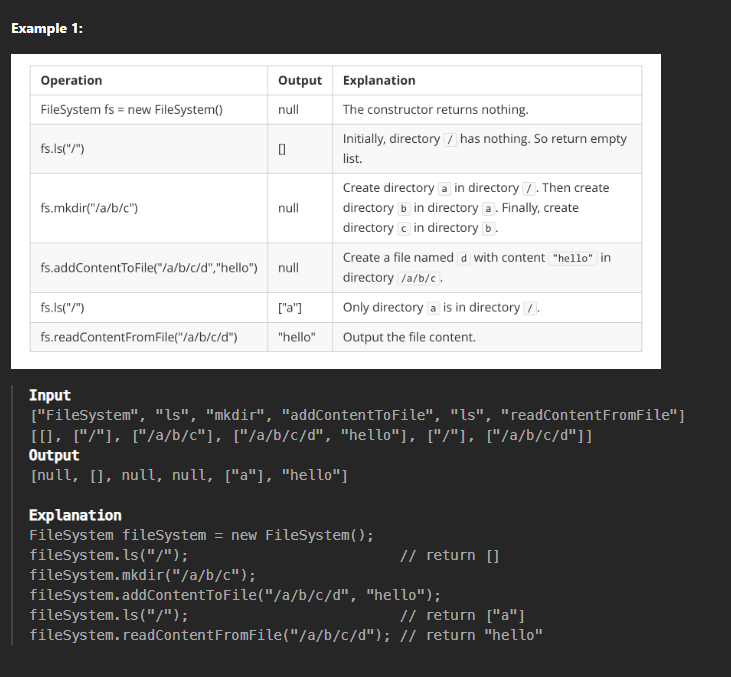 Example 1:
Operation Output Explanation
FileSystem fs = new FileSystem() null The constructor returns nothing.
fs.ls("/") [] Initially, directory / has nothing. So return empty
list.
fs.mkdir("/a/b/c") null Create directory a in directory /. Then create
directory b in directory a. Finally, create
directory c in directory b.
fs.addContentToFile("/a/b/c/d","hello") null Create a file named d with content "hello" in
directory /a/b/c.
fs.ls("/") ["a"] Only directory a is in directory /.
fs.readContentFromFile("/a/b/c/d") "hello" Output the file content.
Input
["FileSystem", "ls", "mkdir", "addContentToFile", "ls", "readContentFromFile"]
[[], ["/"], ["/a/b/c"], ["/a/b/c/d", "hello"], ["/"], ["/a/b/c/d"]]
Output
[null, [], null, null, ["a"], "hello"]
Explanation
FileSystem fileSystem = new FileSystem();
fileSystem.ls("/"); // return []
fileSystem.mkdir("/a/b/c");
fileSystem.addContentToFile("/a/b/c/d", "hello");
fileSystem.ls("/"); // return ["a"]
fileSystem.readContentFromFile("/a/b/c/d"); // return "hello"